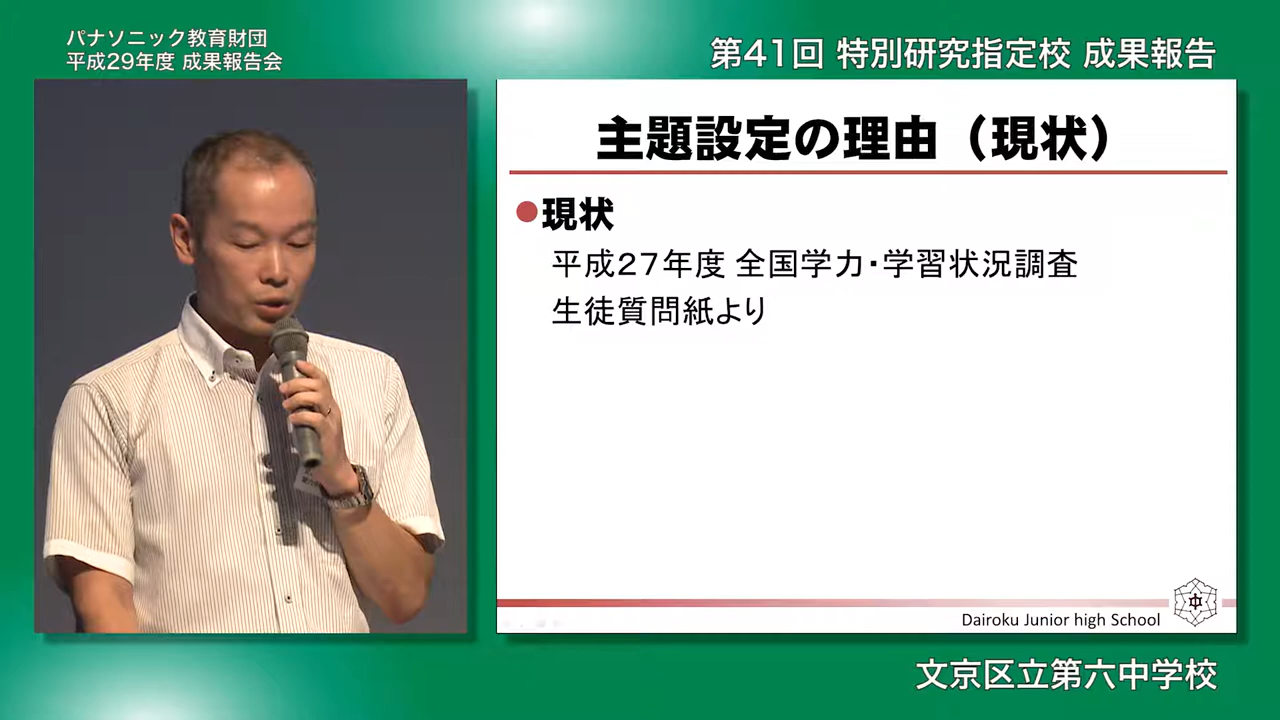 パナソニック教育財団
平成29年度 成果報告会
第41回 特別研究指定校 成果報告
主題設定の理由（現状）
●現状
平成２７年度 全国学力・学習状況調査
生徒質問紙より
中
Dairoku Junior high School
文京区立第六中学校